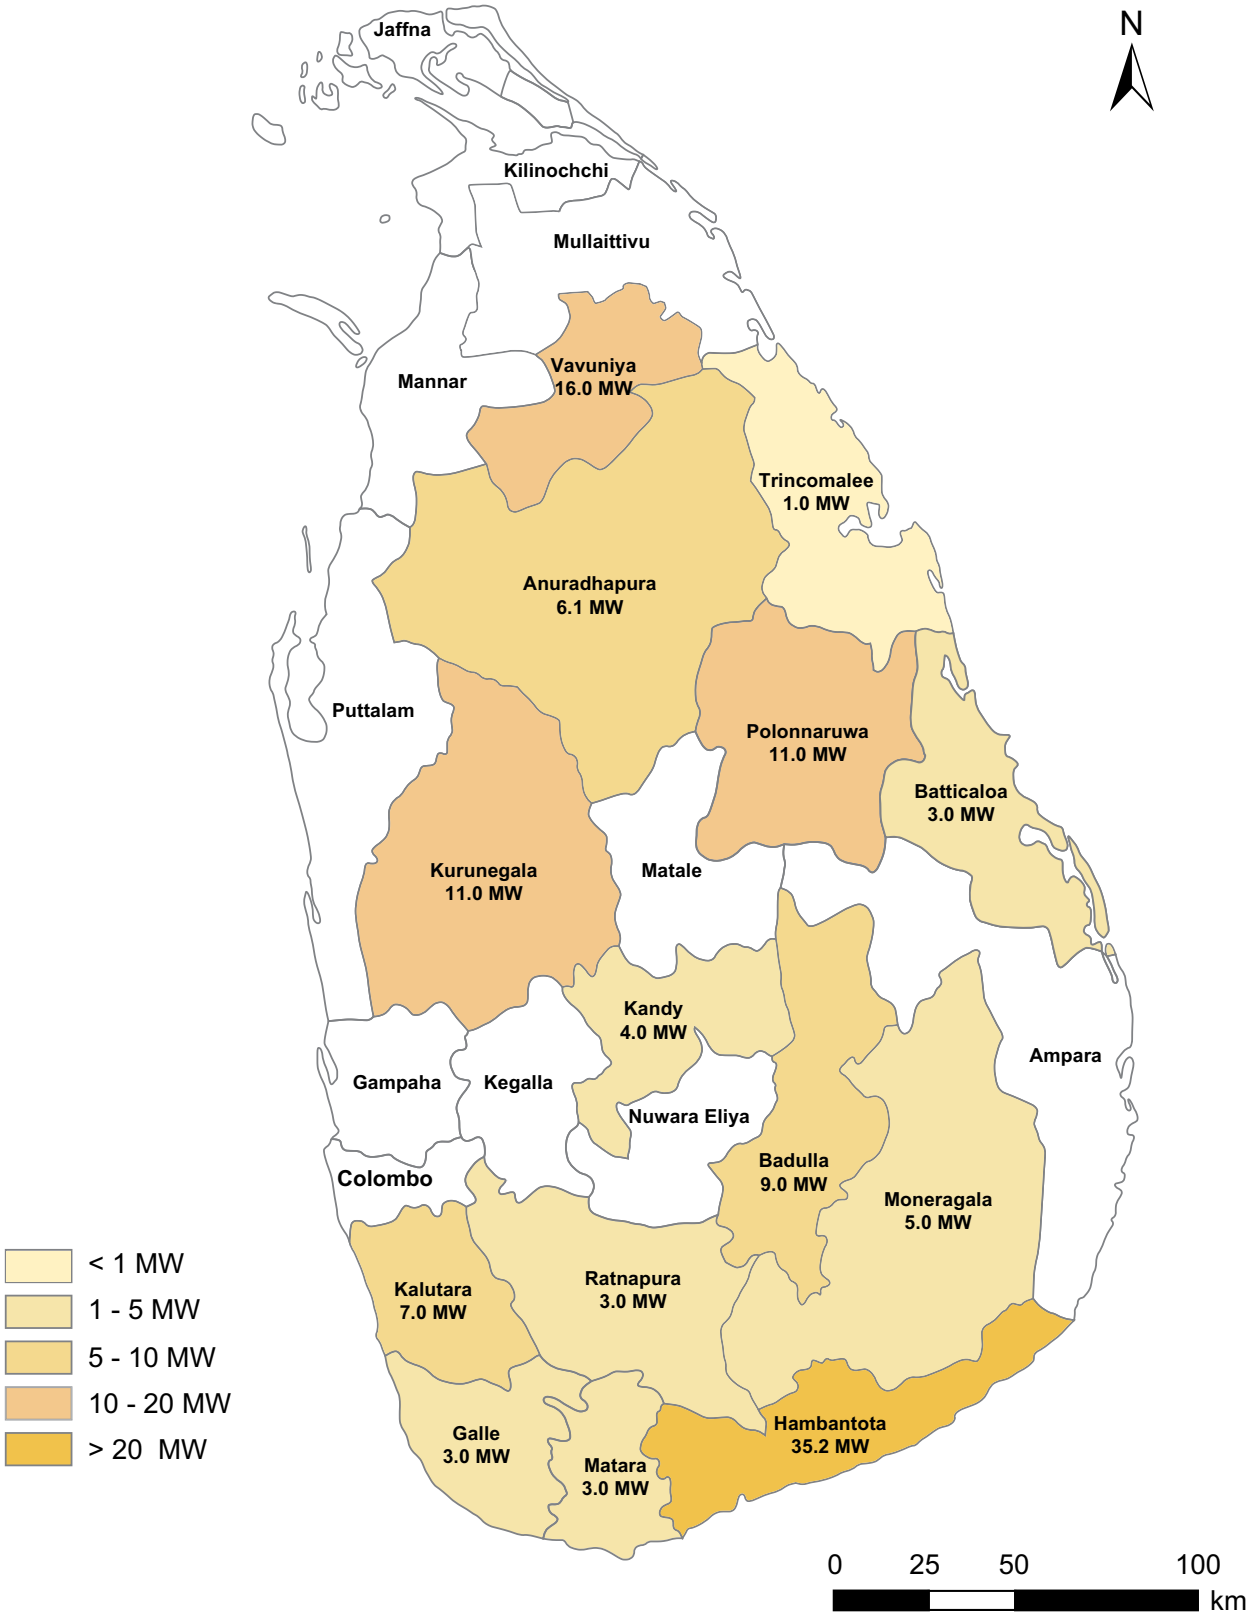 Jaffna
N
Kilinochchi
Mullaittivu
Vavuniya
16.0 MW
Mannar
Trincomalee
1.0 MW
Anuradhapura
6.1 MW
Puttalam
Polonnaruwa
11.0 MW
Batticaloa
3.0 MW
Kurunegala
11.0 MW
Matale
Kandy
4.0 MW
Ampara
Gampaha
Kegalla
Nuwara Eliya
Badulla
9.0 MW
Colombo
Moneragala
5.0 MW
Ratnapura
3.0 MW
Kalutara
7.0 MW
Hambantota
35.2 MW
Galle
3.0 MW
Matara
3.0 MW
< 1 MW
1 - 5 MW
5 - 10 MW
10 - 20 MW
> 20 MW
0 25 50 100
km